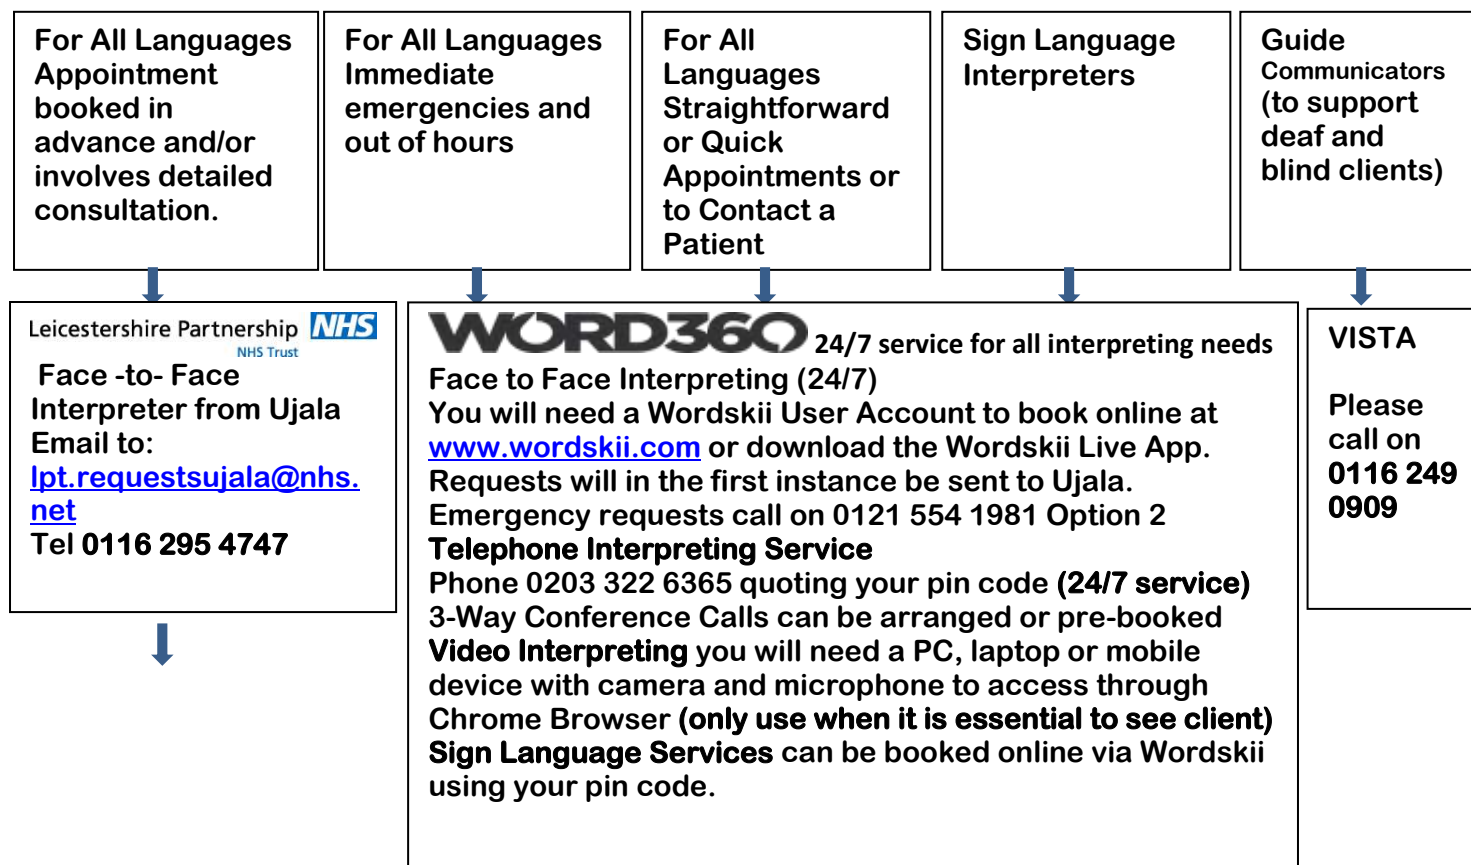 For All Languages
Appointment
booked in
advance and/or
involves detailed
consultation.
For All Languages
Immediate
emergencies and
out of hours
For All
Languages
Straightforward
or Quick
Appointments or
to Contact a
Patient
Sign Language
Interpreters
Guide
Communicators
(to support
deaf and
blind clients)
Leicestershire Partnership NHS
NHS Trust
Face -to- Face
Interpreter from Ujala
Email to:
lpt.requestsujala@nhs.
net
Tel 0116 295 4747
WORD360 24/7 service for all interpreting needs
Face to Face Interpreting (24/7)
You will need a Wordskii User Account to book online at
www.wordskii.com or download the Wordskii Live App.
Requests will in the first instance be sent to Ujala.
Emergency requests call on 0121 554 1981 Option 2
Telephone Interpreting Service
Phone 0203 322 6365 quoting your pin code (24/7 service)
3-Way Conference Calls can be arranged or pre-booked
Video Interpreting you will need a PC, laptop or mobile
device with camera and microphone to access through
Chrome Browser (only use when it is essential to see client)
Sign Language Services can be booked online via Wordskii
using your pin code.
VISTA
Please
call on
0116 249
0909